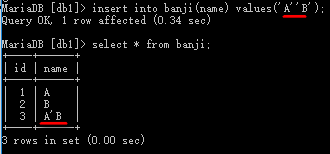 MariaDB [db1]> insert into banji(name) values('A''B');
Query OK, 1 row affected (0.34 sec)
MariaDB [db1]> select * from banji;
+----+------+
| id | name |
+----+------+
| 1 | A |
| 2 | B |
| 3 | A'B |
+----+------+
3 rows in set (0.00 sec)